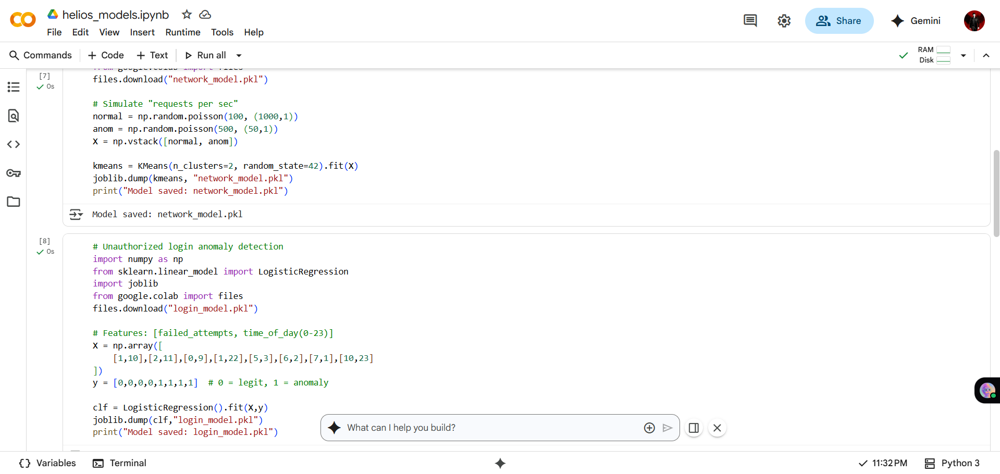 helios_models.ipynb
File Edit View Insert Runtime Tools Help
Share
Gemini
Commands
Code
Text
Run all
RAM
Disk
[7]
0s
from google.colab import files
files.download("network_model.pkl")
# Simulate "requests per sec"
normal = np.random.poisson(100, (1000,1))
anom = np.random.poisson(500, (50,1))
X = np.vstack([normal, anom])
kmeans = KMeans(n_clusters=2, random_state=42).fit(X)
joblib.dump(kmeans, "network_model.pkl")
print("Model saved: network_model.pkl")
Model saved: network_model.pkl
[8]
0s
# Unauthorized login anomaly detection
import numpy as np
from sklearn.linear_model import LogisticRegression
import joblib
from google.colab import files
files.download("login_model.pkl")
# Features: [failed_attempts, time_of_day(0-23)]
X = np.array([
[1,10],[2,11],[0,9],[1,22],[5,3],[6,2],[7,1],[10,23]
])
y = [0,0,0,0,1,1,1,1]  # 0 = legit, 1 = anomaly
clf = LogisticRegression().fit(X,y)
joblib.dump(clf,"login_model.pkl")
print("Model saved: login_model.pkl")
What can I help you build?
Variables
Terminal
11:32 PM
Python 3